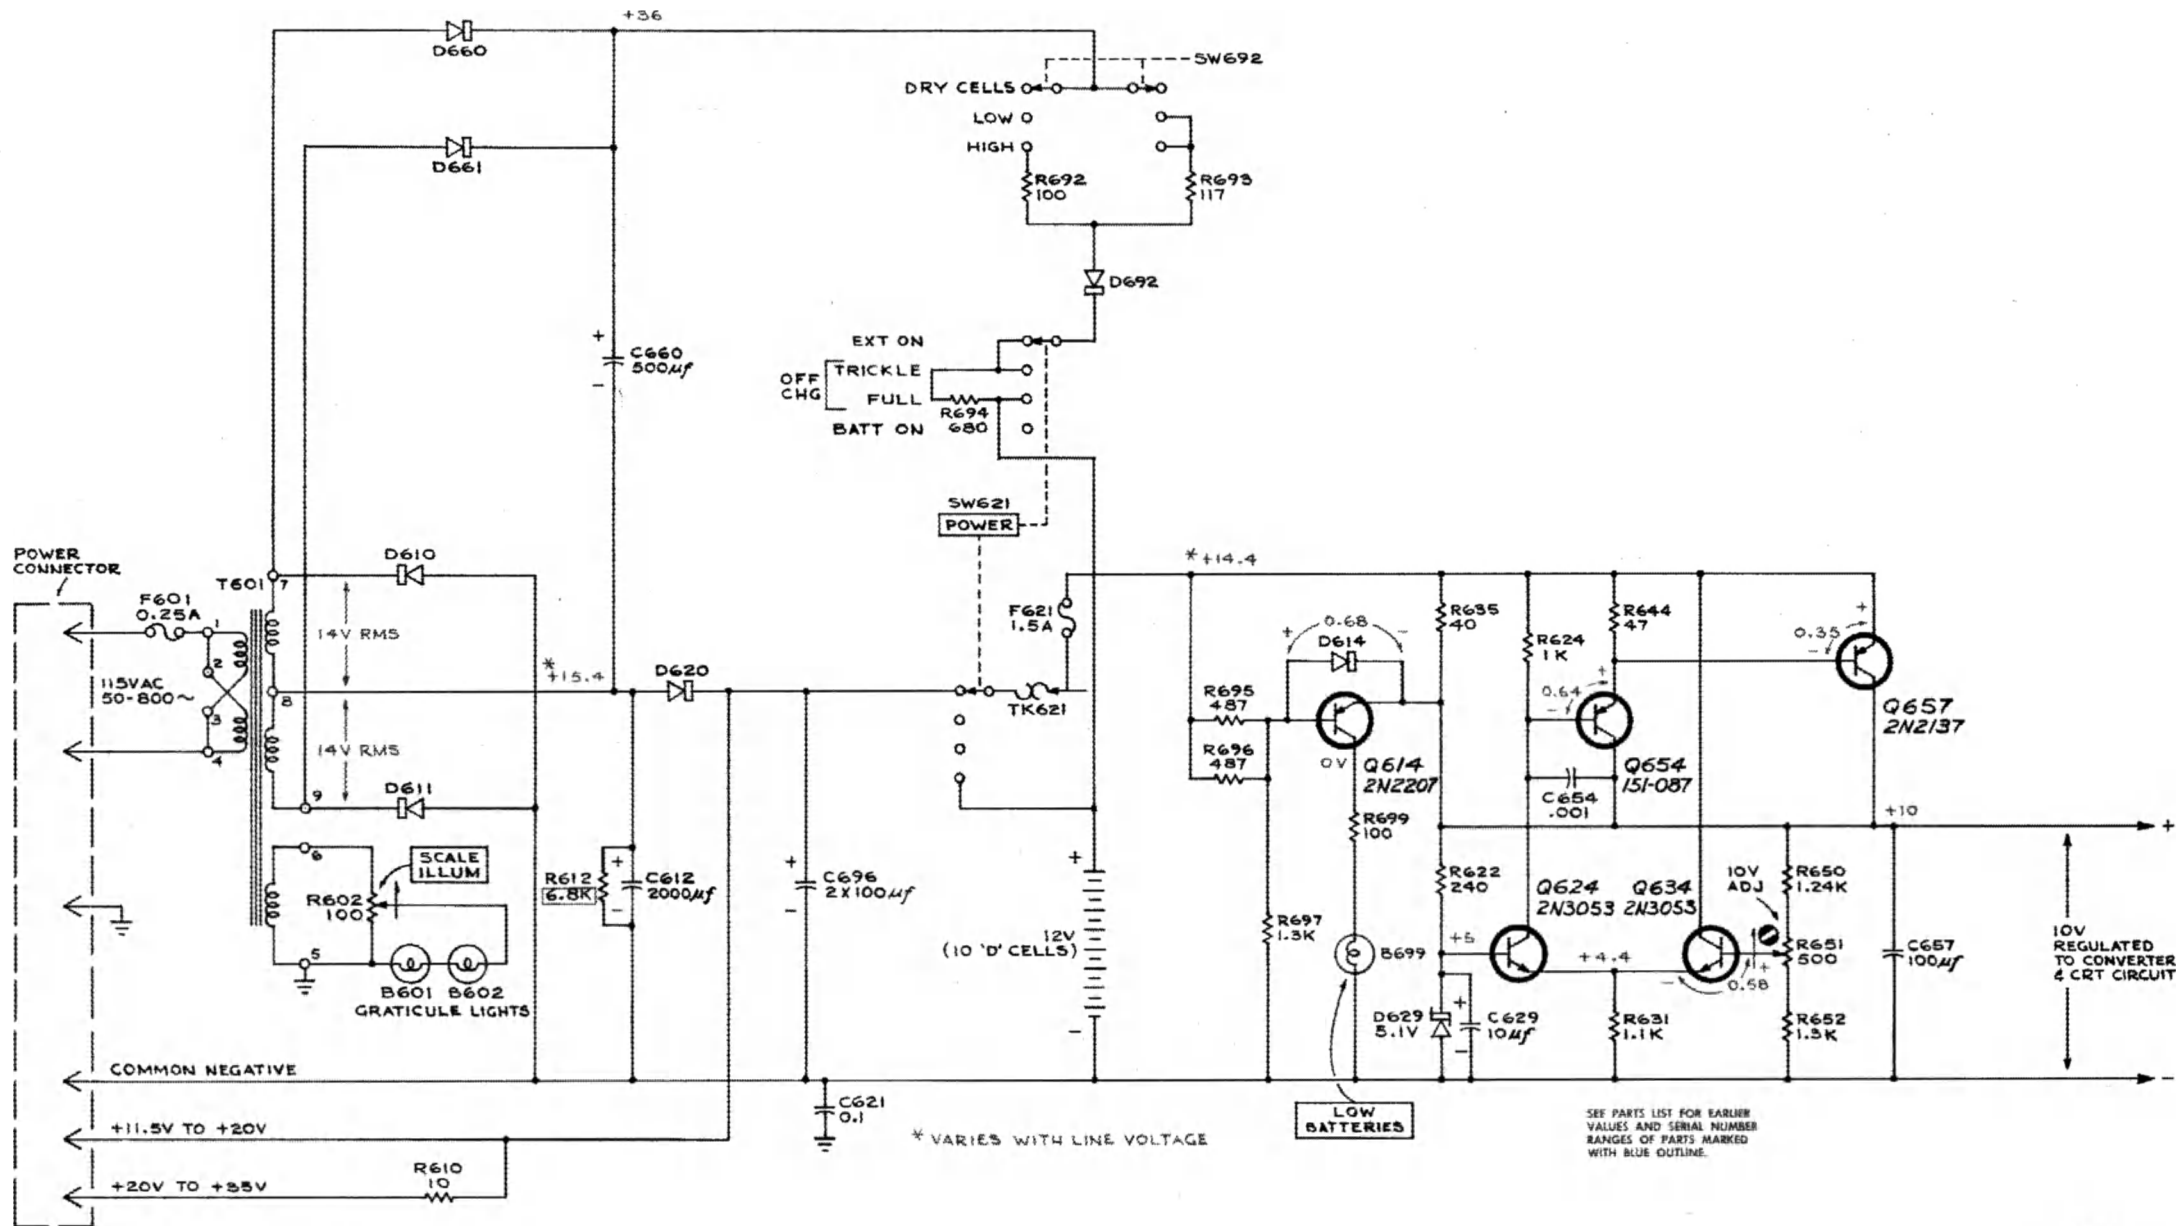 +36
D660
SW692
DRY CELLS
LOW
HIGH
D661
R692
100
R693
117
D692
EXT ON
OFF
CHG
TRICKLE
FULL
BATT ON
R694
680
+
C660
500µf
−
SW621
POWER
POWER
CONNECTOR
F601
0.25A
T601
7
1
2
3
4
115VAC
50-800~
D610
14V RMS
8
14V RMS
D611
9
6
5
*
+15.4
D620
TK621
F621
1.5A
*
+14.4
R695
487
R696
487
+ 0.68 −
D614
0V
Q614
2N2207
R699
100
R635
40
R624
1K
R644
47
0.64
+
−
Q654
151-087
C654
.001
0.35
+
−
Q657
2N2137
+10
+
SCALE
ILLUM
R602
100
B601 B602
GRATICULE LIGHTS
R612
6.8K
+
C612
2000µf
−
+
C696
2X100µf
−
+
12V
(10 'D' CELLS)
−
R697
1.3K
B699
R622
240
+5
Q624
2N3053
Q634
2N3053
+4.4
10V
ADJ
R650
1.24K
R651
500
R652
1.3K
+
0.58
−
C657
100µf
10V
REGULATED
TO CONVERTER
& CRT CIRCUIT
D629
5.1V
+
C629
10µf
−
R631
1.1K
COMMON NEGATIVE
−
C621
0.1
+11.5V TO +20V
* VARIES WITH LINE VOLTAGE
LOW
BATTERIES
SEE PARTS LIST FOR EARLIER
VALUES AND SERIAL NUMBER
RANGES OF PARTS MARKED
WITH BLUE OUTLINE.
R610
10
+20V TO +35V